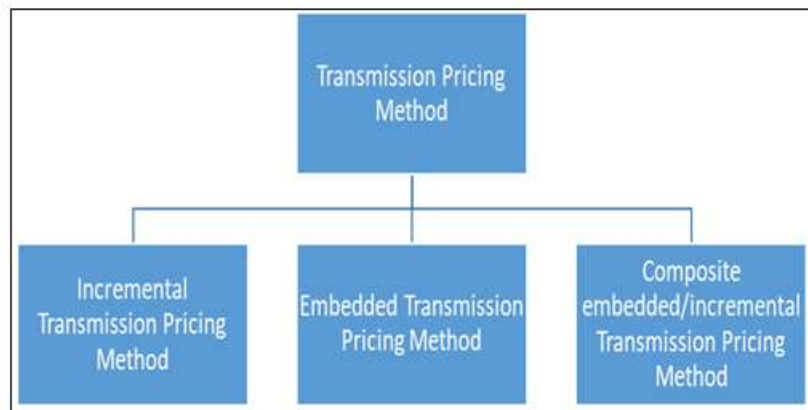 Transmission Pricing
Method
Incremental
Transmission Pricing
Method
Embedded Transmission
Pricing Method
Composite
embedded/incremental
Transmission Pricing
Method